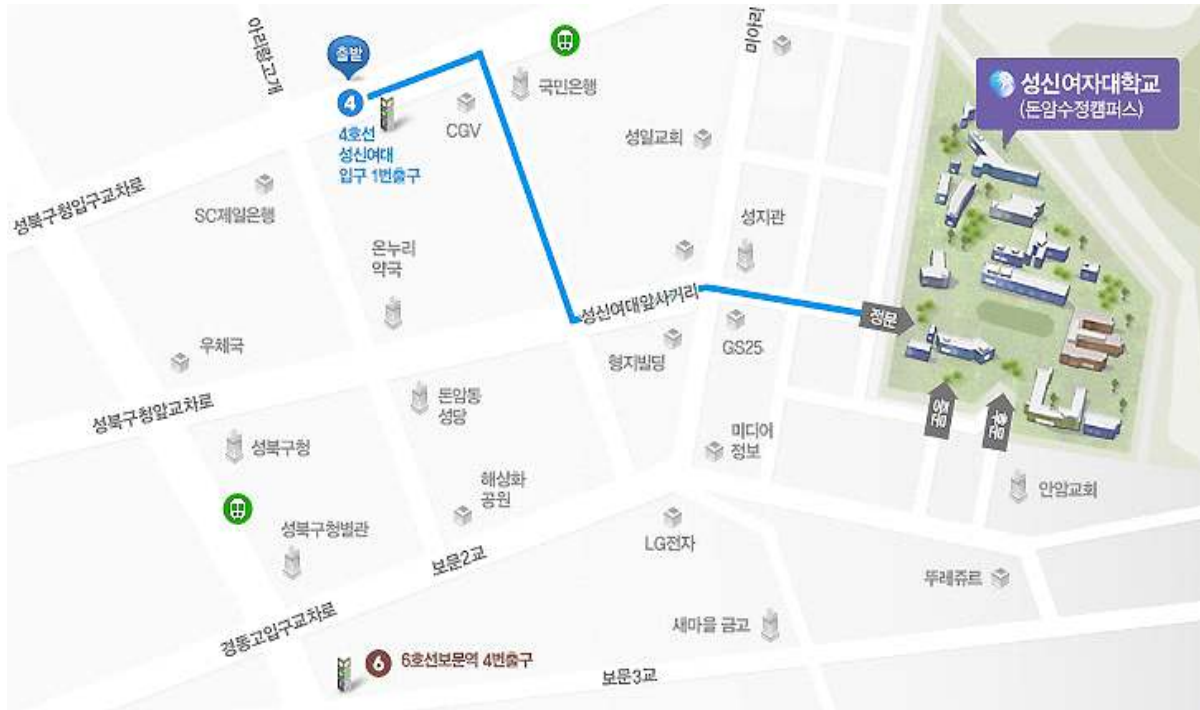 아리랑고개
출발
4
4호선
성신여대
입구 1번출구
CGV
국민은행
미아리
성신여자대학교
(돈암수정캠퍼스)
성일교회
성북구청입구교차로
SC제일은행
온누리
약국
성지관
성신여대앞사거리
정문
우체국
형지빌딩
GS25
성북구청앞교차로
돈암동
성당
중문
후문
성북구청
미디어
정보
해상화
공원
안암교회
성북구청별관
LG전자
보문2교
뚜레쥬르
경동고입구교차로
새마을 금고
6
6호선보문역 4번출구
보문3교